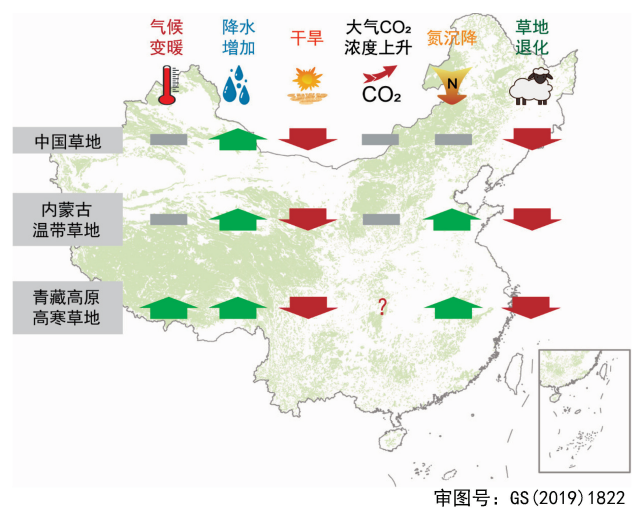 气候
变暖
降水
增加
干旱
大气CO₂
浓度上升
氮沉降
草地
退化
CO₂
N
中国草地
内蒙古
温带草地
青藏高原
高寒草地
?
审图号: GS(2019)1822